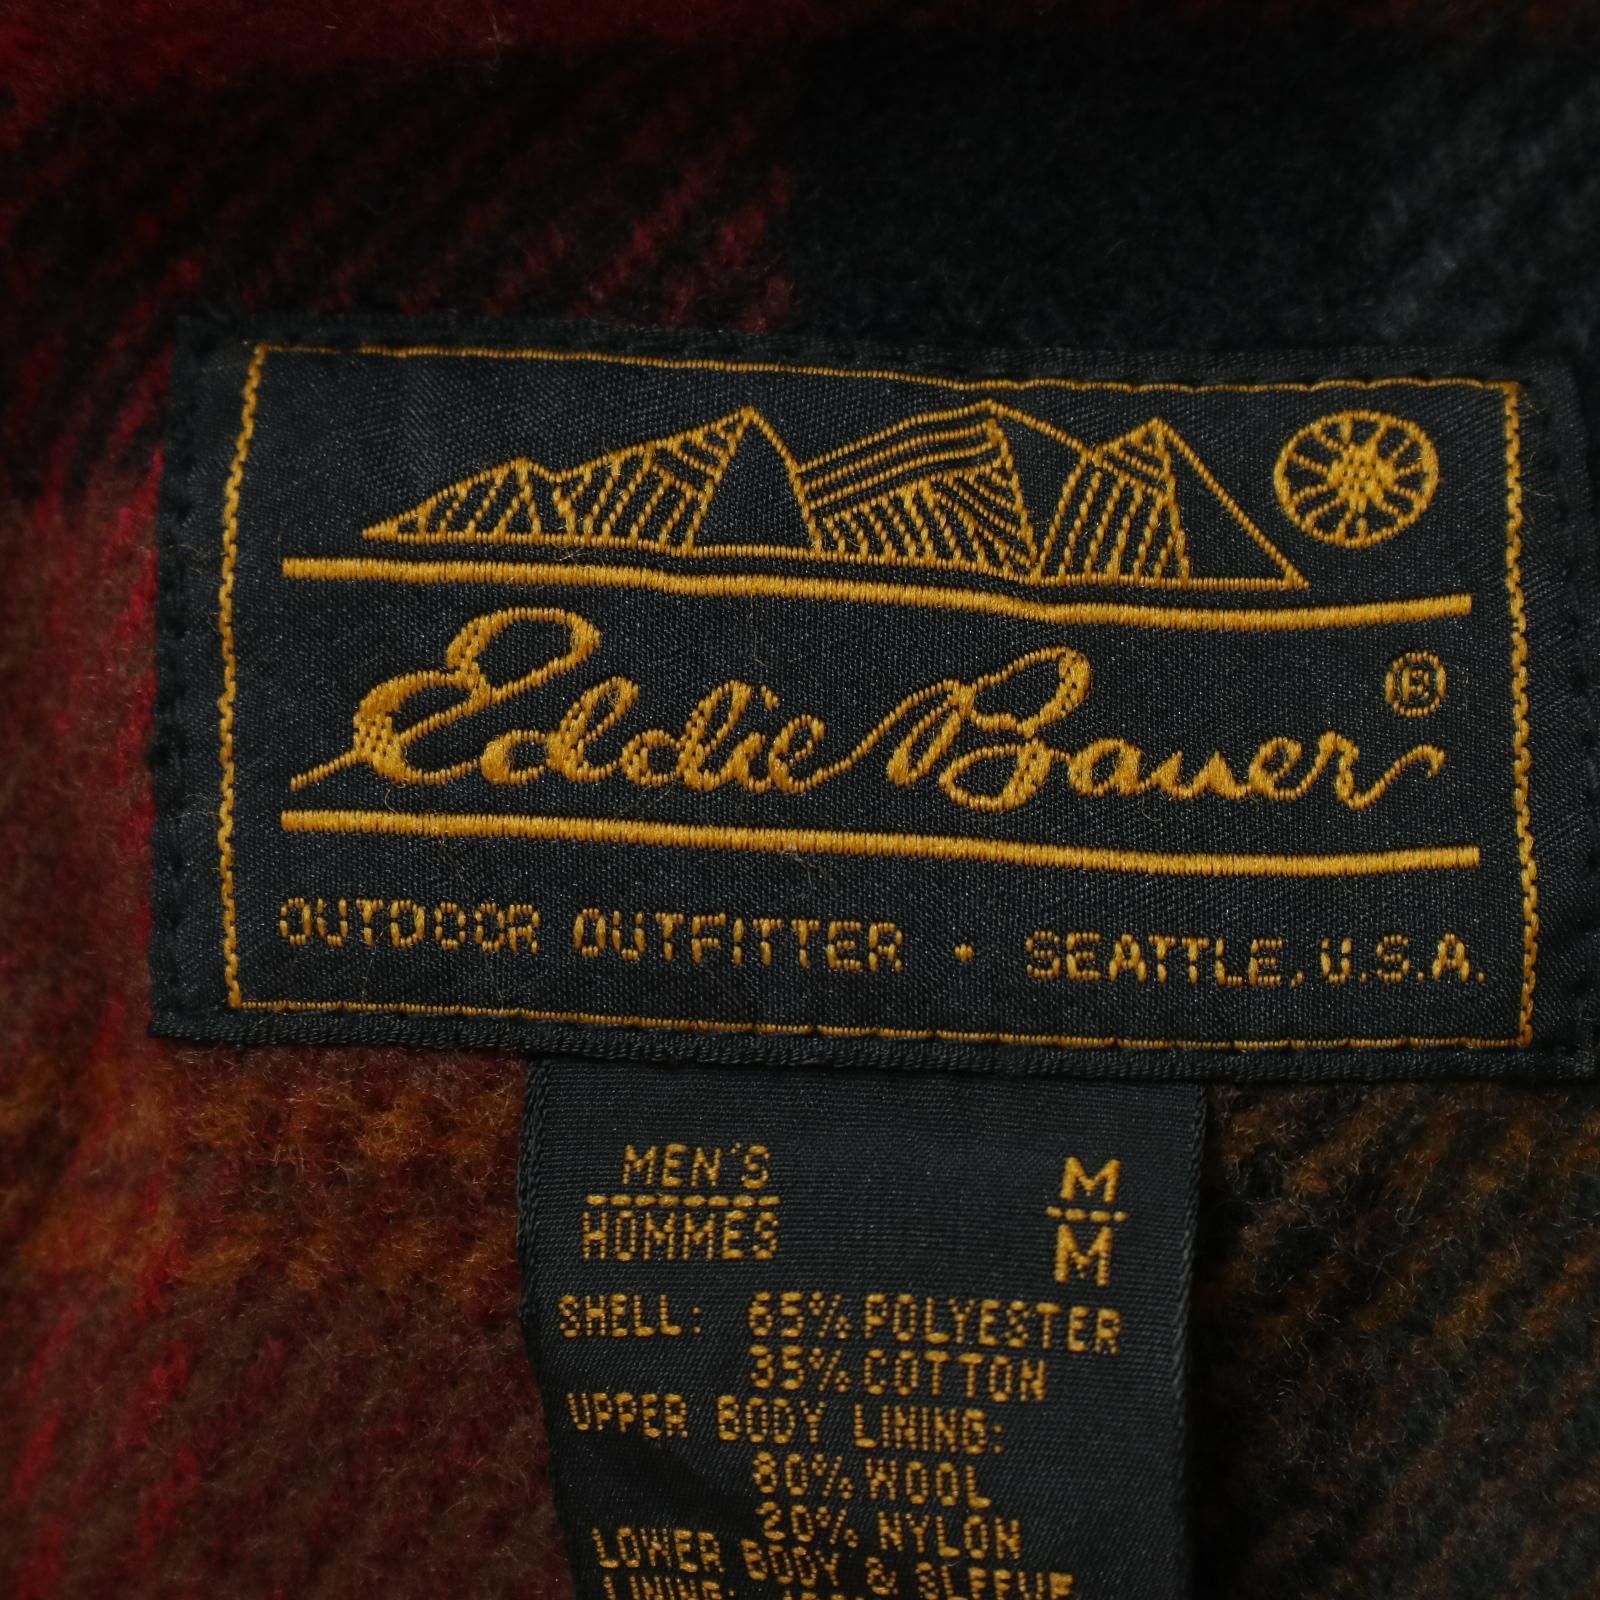 Eddie Bauer ®
OUTDOOR OUTFITTER • SEATTLE, U.S.A.
MEN'S M
HOMMES M
SHELL: 65% POLYESTER
35% COTTON
UPPER BODY LINING:
80% WOOL
20% NYLON
LOWER BODY & SLEEVE
LINING: